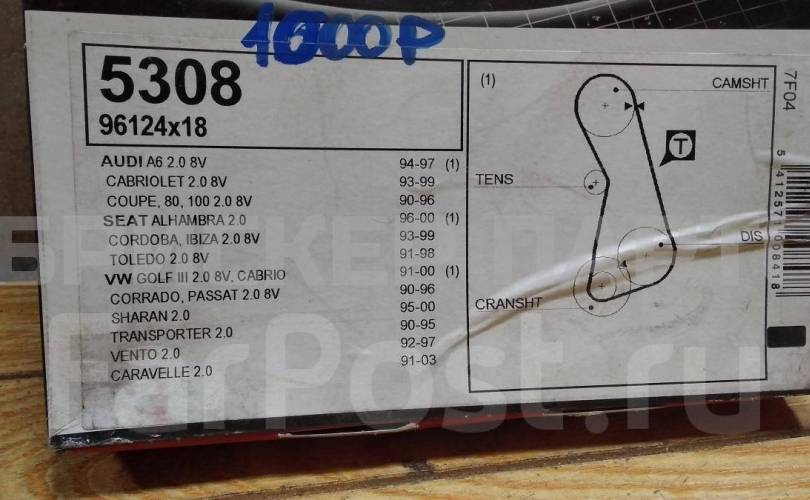 1000Р
5308
96124x18
AUDI A6 2.0 8V 94-97 (1)
CABRIOLET 2.0 8V 93-99
COUPE, 80, 100 2.0 8V 90-96
SEAT ALHAMBRA 2.0 96-00 (1)
CORDOBA, IBIZA 2.0 8V 93-99
TOLEDO 2.0 8V 91-98
VW GOLF III 2.0 8V, CABRIO 91-00 (1)
CORRADO, PASSAT 2.0 8V 90-96
SHARAN 2.0 95-00
TRANSPORTER 2.0 90-95
VENTO 2.0 92-97
CARAVELLE 2.0 91-03
(1)
CAMSHT
T
TENS
DIS
CRANSHT
7F04
5 412571 008418
FarPost.ru